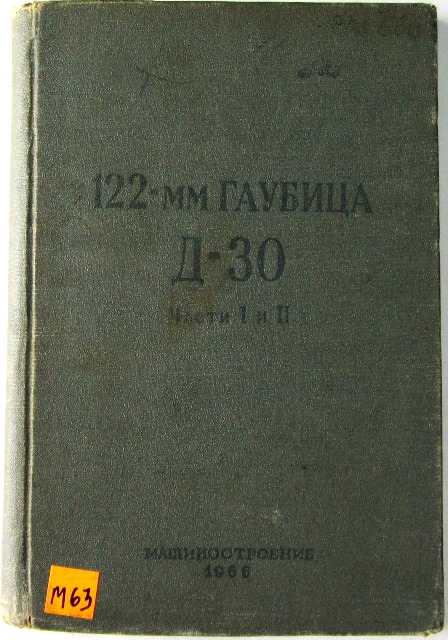 122-мм ГАУБИЦА
Д-30
Части I и II
МАШИНОСТРОЕНИЕ
1966
М63